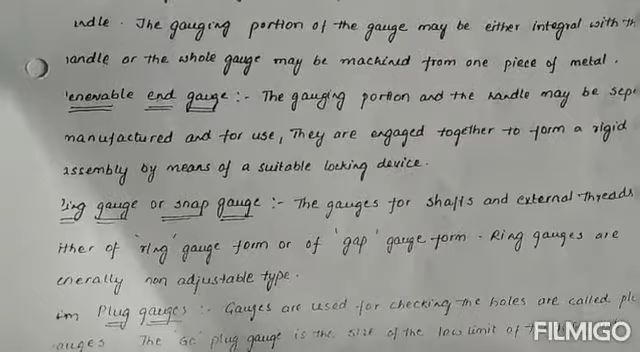 ndle. The gauging portion of the gauge may be either integral with th
andle or the whole gauge may be machined from one piece of metal.
enewable end gauge :- The gauging portion and the handle may be sepe
manufactured and for use, They are engaged together to form a rigid
assembly by means of a suitable locking device.
ing gauge or snap gauge :- The gauges for shafts and external threads
ither of 'ring' gauge form or of 'gap' gauge form. Ring gauges are
enerally non adjustable type.
Plug gauges :- Gauges are used for checking the holes are called plu
auges The 'GO' plug gauge is the size of the low limit of the
FILMIGO